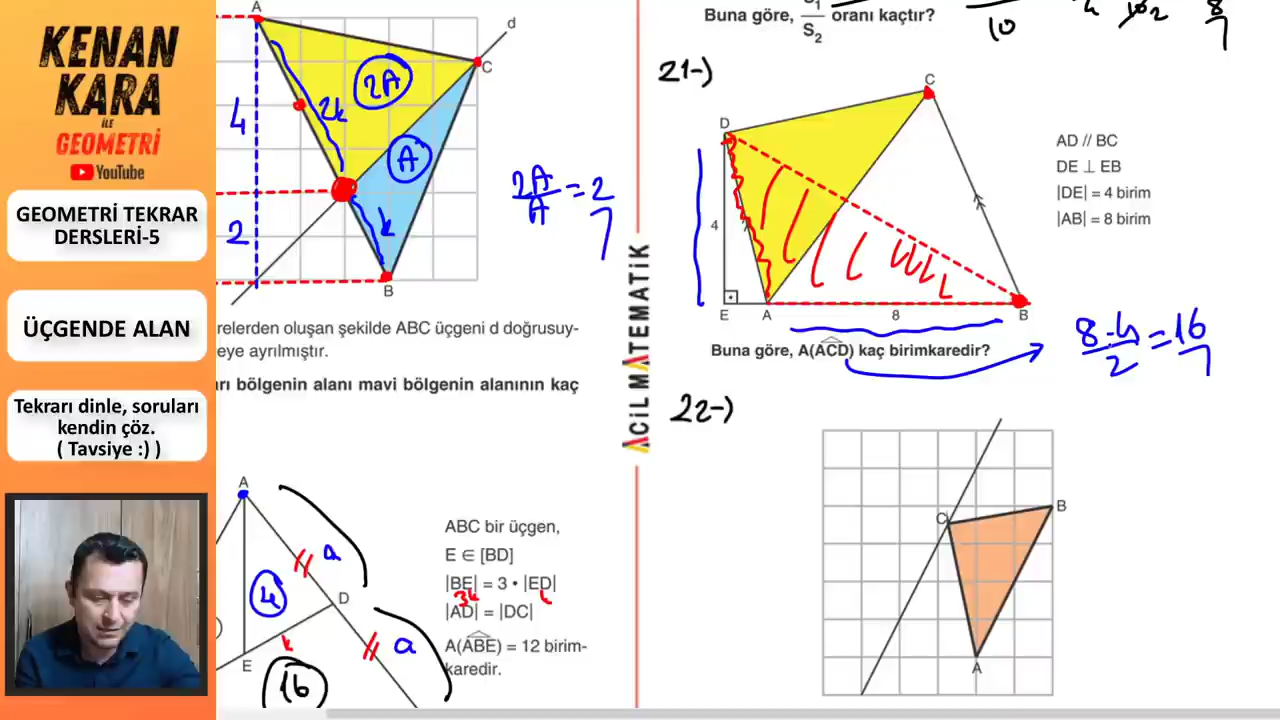 KENAN
KARA
İLE
GEOMETRİ
YouTube
GEOMETRİ TEKRAR
DERSLERİ-5
ÜÇGENDE ALAN
Tekrarı dinle, soruları
kendin çöz.
( Tavsiye :) )
A
d
C
2A
2k
4
A
k
2
B
2A/A = 2
relelerden oluşan şekilde ABC üçgeni d doğrusuy-
eye ayrılmıştır.
arı bölgenin alanı mavi bölgenin alanının kaç
A
a
4
D
a
k
E
16
ABC bir üçgen,
E ∈ [BD]
|BE| = 3 • |ED|
3k k
|AD| = |DC|
A(ABE) = 12 birim-
karedir.
ACİL MATEMATİK
Buna göre, S1/S2 oranı kaçtır?
10
8
21-)
C
D
4
E A 8 B
AD // BC
DE ⊥ EB
|DE| = 4 birim
|AB| = 8 birim
Buna göre, A(ACD) kaç birimkaredir?
8·4/2 = 16
22-)
C
B
A